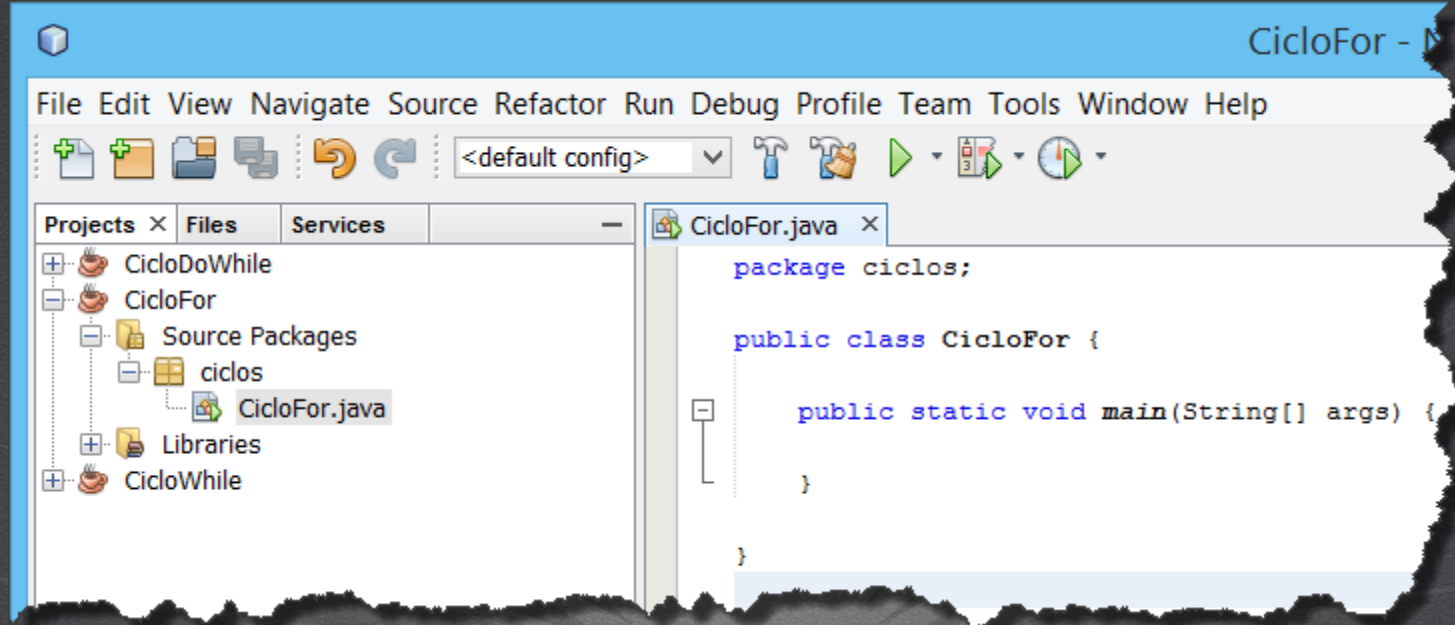 CicloFor -
File Edit View Navigate Source Refactor Run Debug Profile Team Tools Window Help
<default config>
Projects Files Services
CicloDoWhile
CicloFor
Source Packages
ciclos
CicloFor.java
Libraries
CicloWhile
CicloFor.java
package ciclos;
public class CicloFor {
public static void main(String[] args) {
}
}